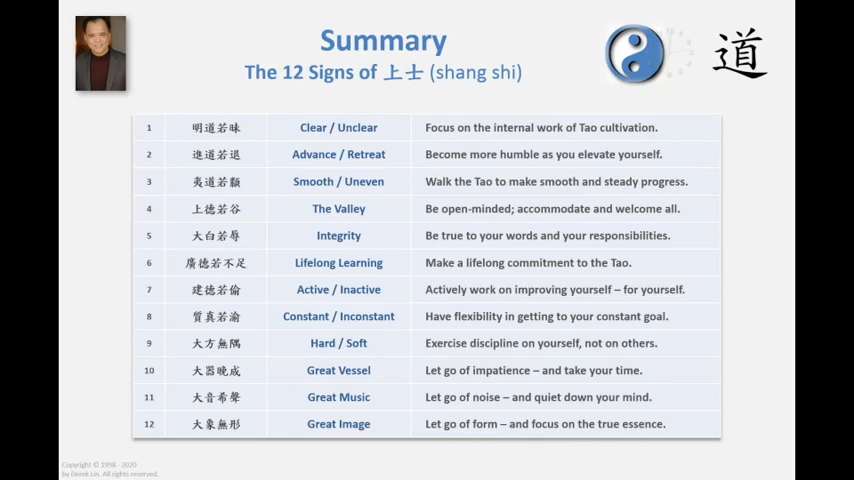 Summary
The 12 Signs of 上士 (shang shi)
道
1 明道若昧 Clear / Unclear Focus on the internal work of Tao cultivation.
2 進道若退 Advance / Retreat Become more humble as you elevate yourself.
3 夷道若纇 Smooth / Uneven Walk the Tao to make smooth and steady progress.
4 上德若谷 The Valley Be open-minded; accommodate and welcome all.
5 大白若辱 Integrity Be true to your words and your responsibilities.
6 廣德若不足 Lifelong Learning Make a lifelong commitment to the Tao.
7 建德若偷 Active / Inactive Actively work on improving yourself – for yourself.
8 質真若渝 Constant / Inconstant Have flexibility in getting to your constant goal.
9 大方無隅 Hard / Soft Exercise discipline on yourself, not on others.
10 大器晚成 Great Vessel Let go of impatience – and take your time.
11 大音希聲 Great Music Let go of noise – and quiet down your mind.
12 大象無形 Great Image Let go of form – and focus on the true essence.
Copyright © 1998 - 2020
by Derek Lin. All rights reserved.